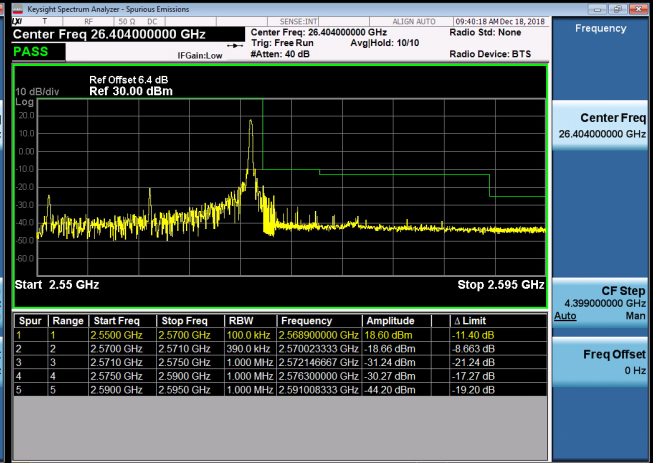 Keysight Spectrum Analyzer - Spurious Emissions
LXI T RF 50 Ω DC SENSE:INT ALIGN AUTO 09:40:18 AM Dec 18, 2018
Center Freq 26.404000000 GHz
Center Freq: 26.404000000 GHz
Radio Std: None
Trig: Free Run Avg|Hold: 10/10
PASS
IFGain:Low
#Atten: 40 dB
Radio Device: BTS
Ref Offset 6.4 dB
10 dB/div Ref 30.00 dBm
Log
20.0
10.0
0.00
-10.0
-20.0
-30.0
-40.0
-50.0
-60.0
Start 2.55 GHz Stop 2.595 GHz
Spur Range Start Freq Stop Freq RBW Frequency Amplitude Δ Limit
1 1 2.5500 GHz 2.5700 GHz 100.0 kHz 2.568900000 GHz 18.60 dBm -11.40 dB
2 2 2.5700 GHz 2.5710 GHz 390.0 kHz 2.570023333 GHz -18.66 dBm -8.663 dB
3 3 2.5710 GHz 2.5750 GHz 1.000 MHz 2.572146667 GHz -31.24 dBm -21.24 dB
4 4 2.5750 GHz 2.5900 GHz 1.000 MHz 2.576300000 GHz -30.27 dBm -17.27 dB
5 5 2.5900 GHz 2.5950 GHz 1.000 MHz 2.591008333 GHz -44.20 dBm -19.20 dB
Frequency
Center Freq
26.404000000 GHz
CF Step
4.399000000 GHz
Auto Man
Freq Offset
0 Hz